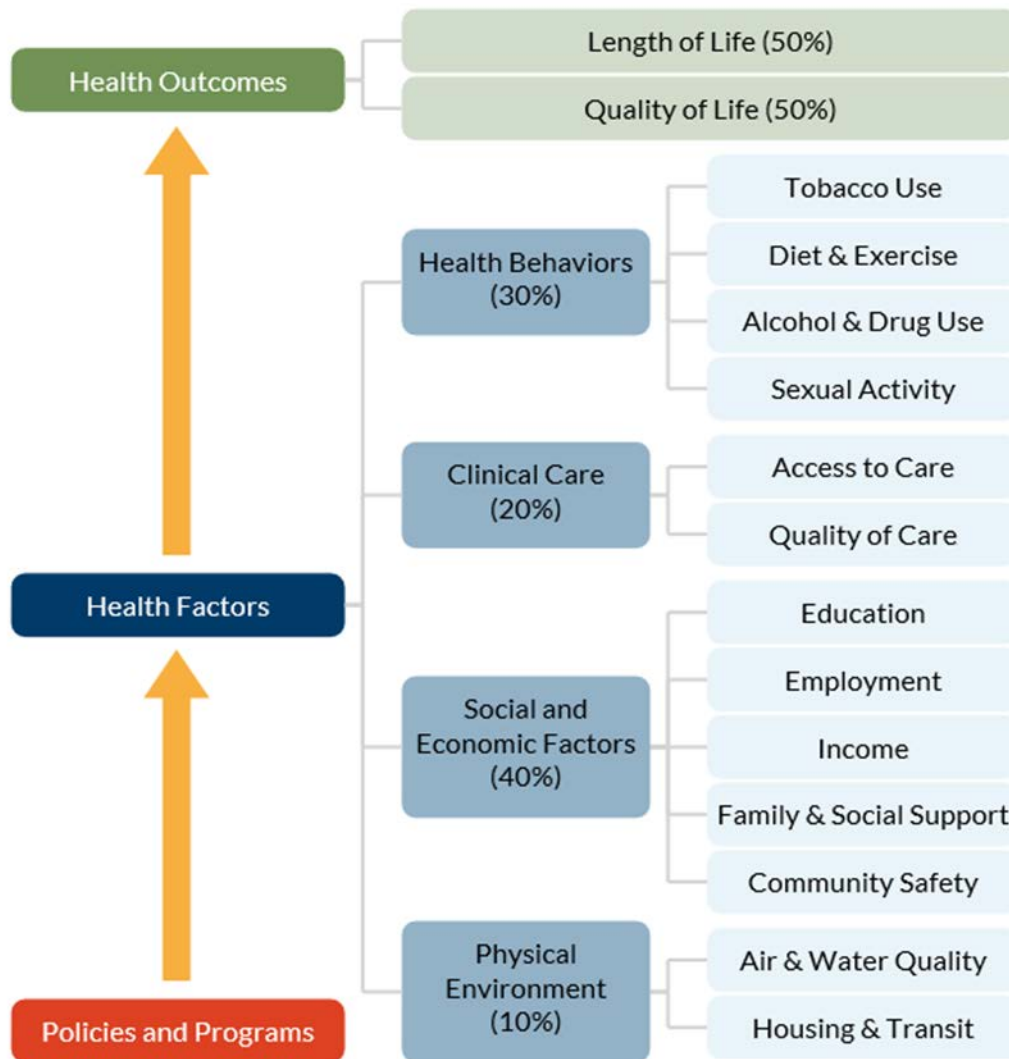 Health Outcomes
Length of Life (50%)
Quality of Life (50%)
Health Factors
Health Behaviors
(30%)
Tobacco Use
Diet & Exercise
Alcohol & Drug Use
Sexual Activity
Clinical Care
(20%)
Access to Care
Quality of Care
Social and
Economic Factors
(40%)
Education
Employment
Income
Family & Social Support
Community Safety
Physical
Environment
(10%)
Air & Water Quality
Housing & Transit
Policies and Programs